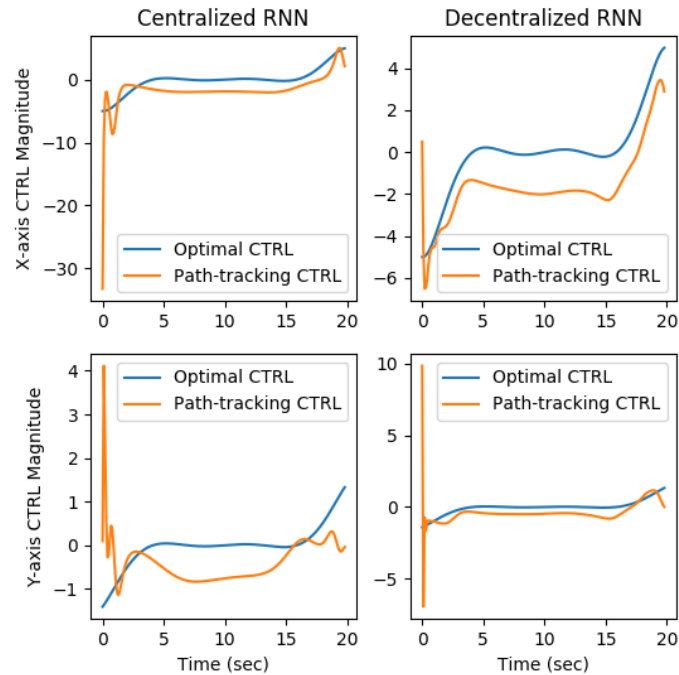 Centralized RNN
Decentralized RNN
X-axis CTRL Magnitude
0
−10
−20
−30
Optimal CTRL
Path-tracking CTRL
0 5 10 15 20
4
2
0
−2
−4
−6
Optimal CTRL
Path-tracking CTRL
0 5 10 15 20
Y-axis CTRL Magnitude
4
3
2
1
0
−1
Optimal CTRL
Path-tracking CTRL
0 5 10 15 20
Time (sec)
10
5
0
−5
Optimal CTRL
Path-tracking CTRL
0 5 10 15 20
Time (sec)